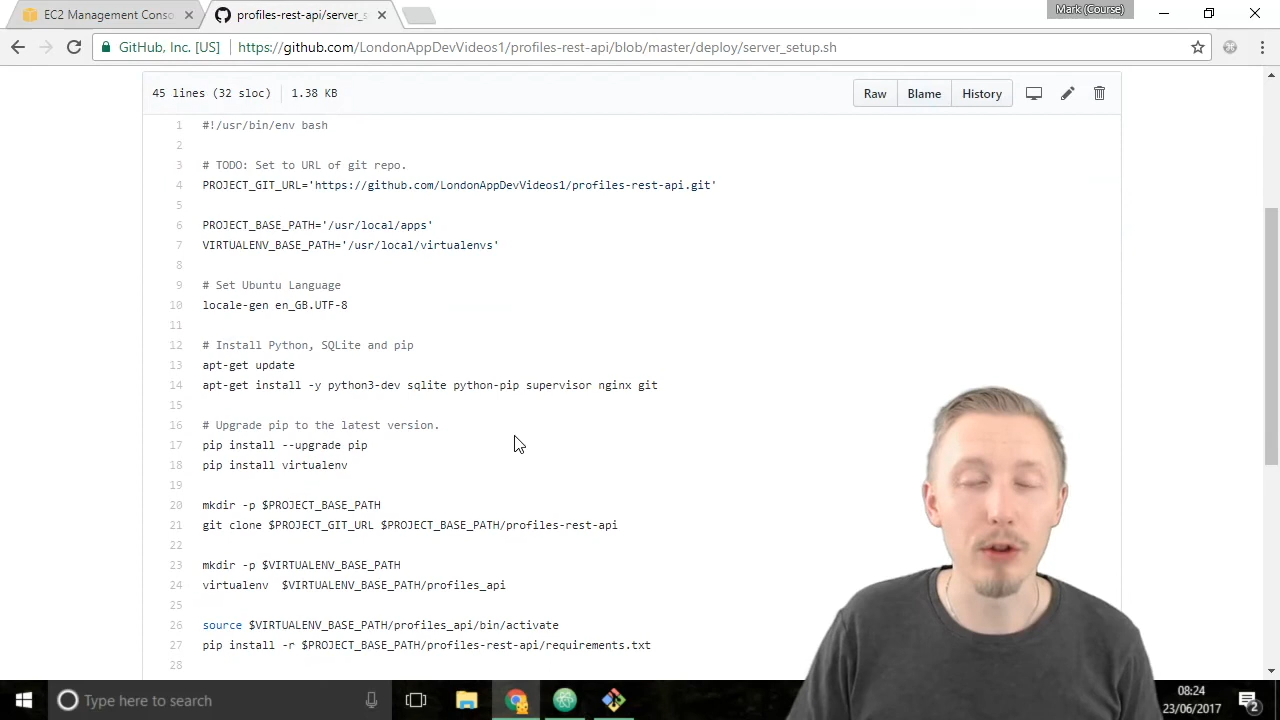 EC2 Management Conso
profiles-rest-api/server_s
Mark (Course)
GitHub, Inc. [US]
https://github.com/LondonAppDevVideos1/profiles-rest-api/blob/master/deploy/server_setup.sh
45 lines (32 sloc)
1.38 KB
Raw
Blame
History
1 #!/usr/bin/env bash
2
3 # TODO: Set to URL of git repo.
4 PROJECT_GIT_URL='https://github.com/LondonAppDevVideos1/profiles-rest-api.git'
5
6 PROJECT_BASE_PATH='/usr/local/apps'
7 VIRTUALENV_BASE_PATH='/usr/local/virtualenvs'
8
9 # Set Ubuntu Language
10 locale-gen en_GB.UTF-8
11
12 # Install Python, SQLite and pip
13 apt-get update
14 apt-get install -y python3-dev sqlite python-pip supervisor nginx git
15
16 # Upgrade pip to the latest version.
17 pip install --upgrade pip
18 pip install virtualenv
19
20 mkdir -p $PROJECT_BASE_PATH
21 git clone $PROJECT_GIT_URL $PROJECT_BASE_PATH/profiles-rest-api
22
23 mkdir -p $VIRTUALENV_BASE_PATH
24 virtualenv  $VIRTUALENV_BASE_PATH/profiles_api
25
26 source $VIRTUALENV_BASE_PATH/profiles_api/bin/activate
27 pip install -r $PROJECT_BASE_PATH/profiles-rest-api/requirements.txt
28
Type here to search
08:24
23/06/2017
2